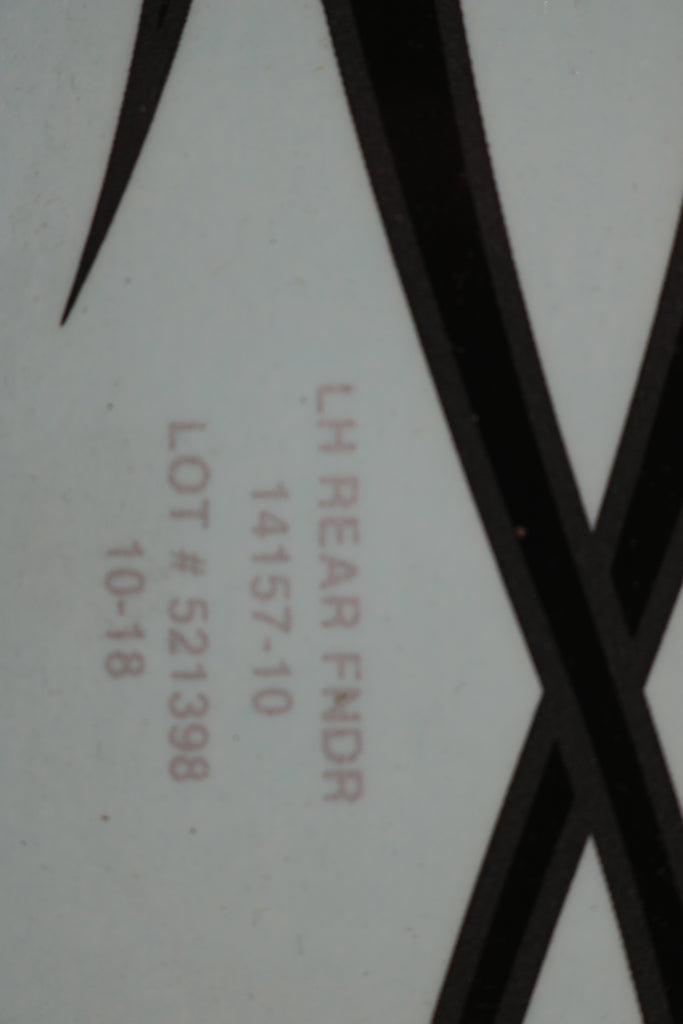 LH REAR FNDR
14157-10
LOT # 521398
10-18